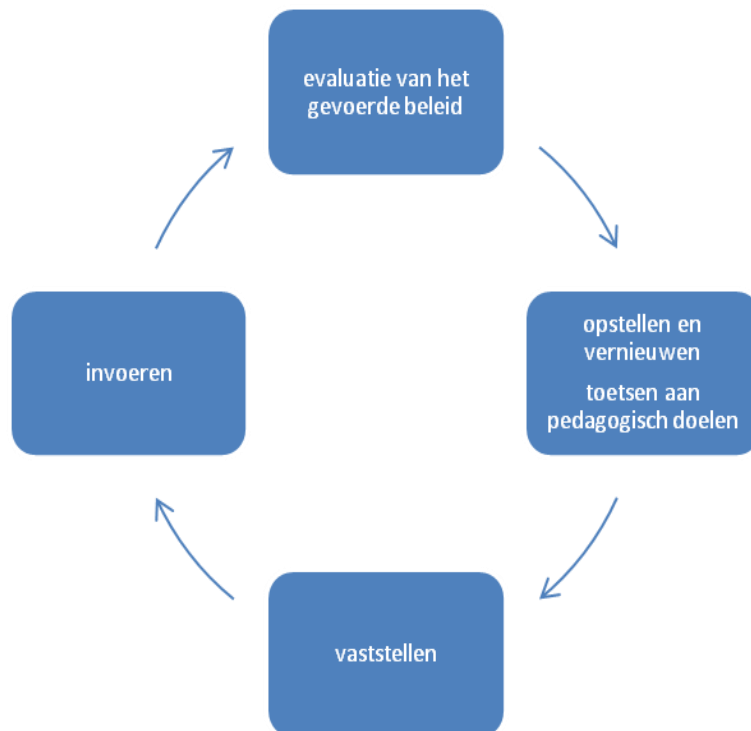 evaluatie van het
gevoerde beleid
opstellen en
vernieuwen
toetsen aan
pedagogisch doelen
vaststellen
invoeren